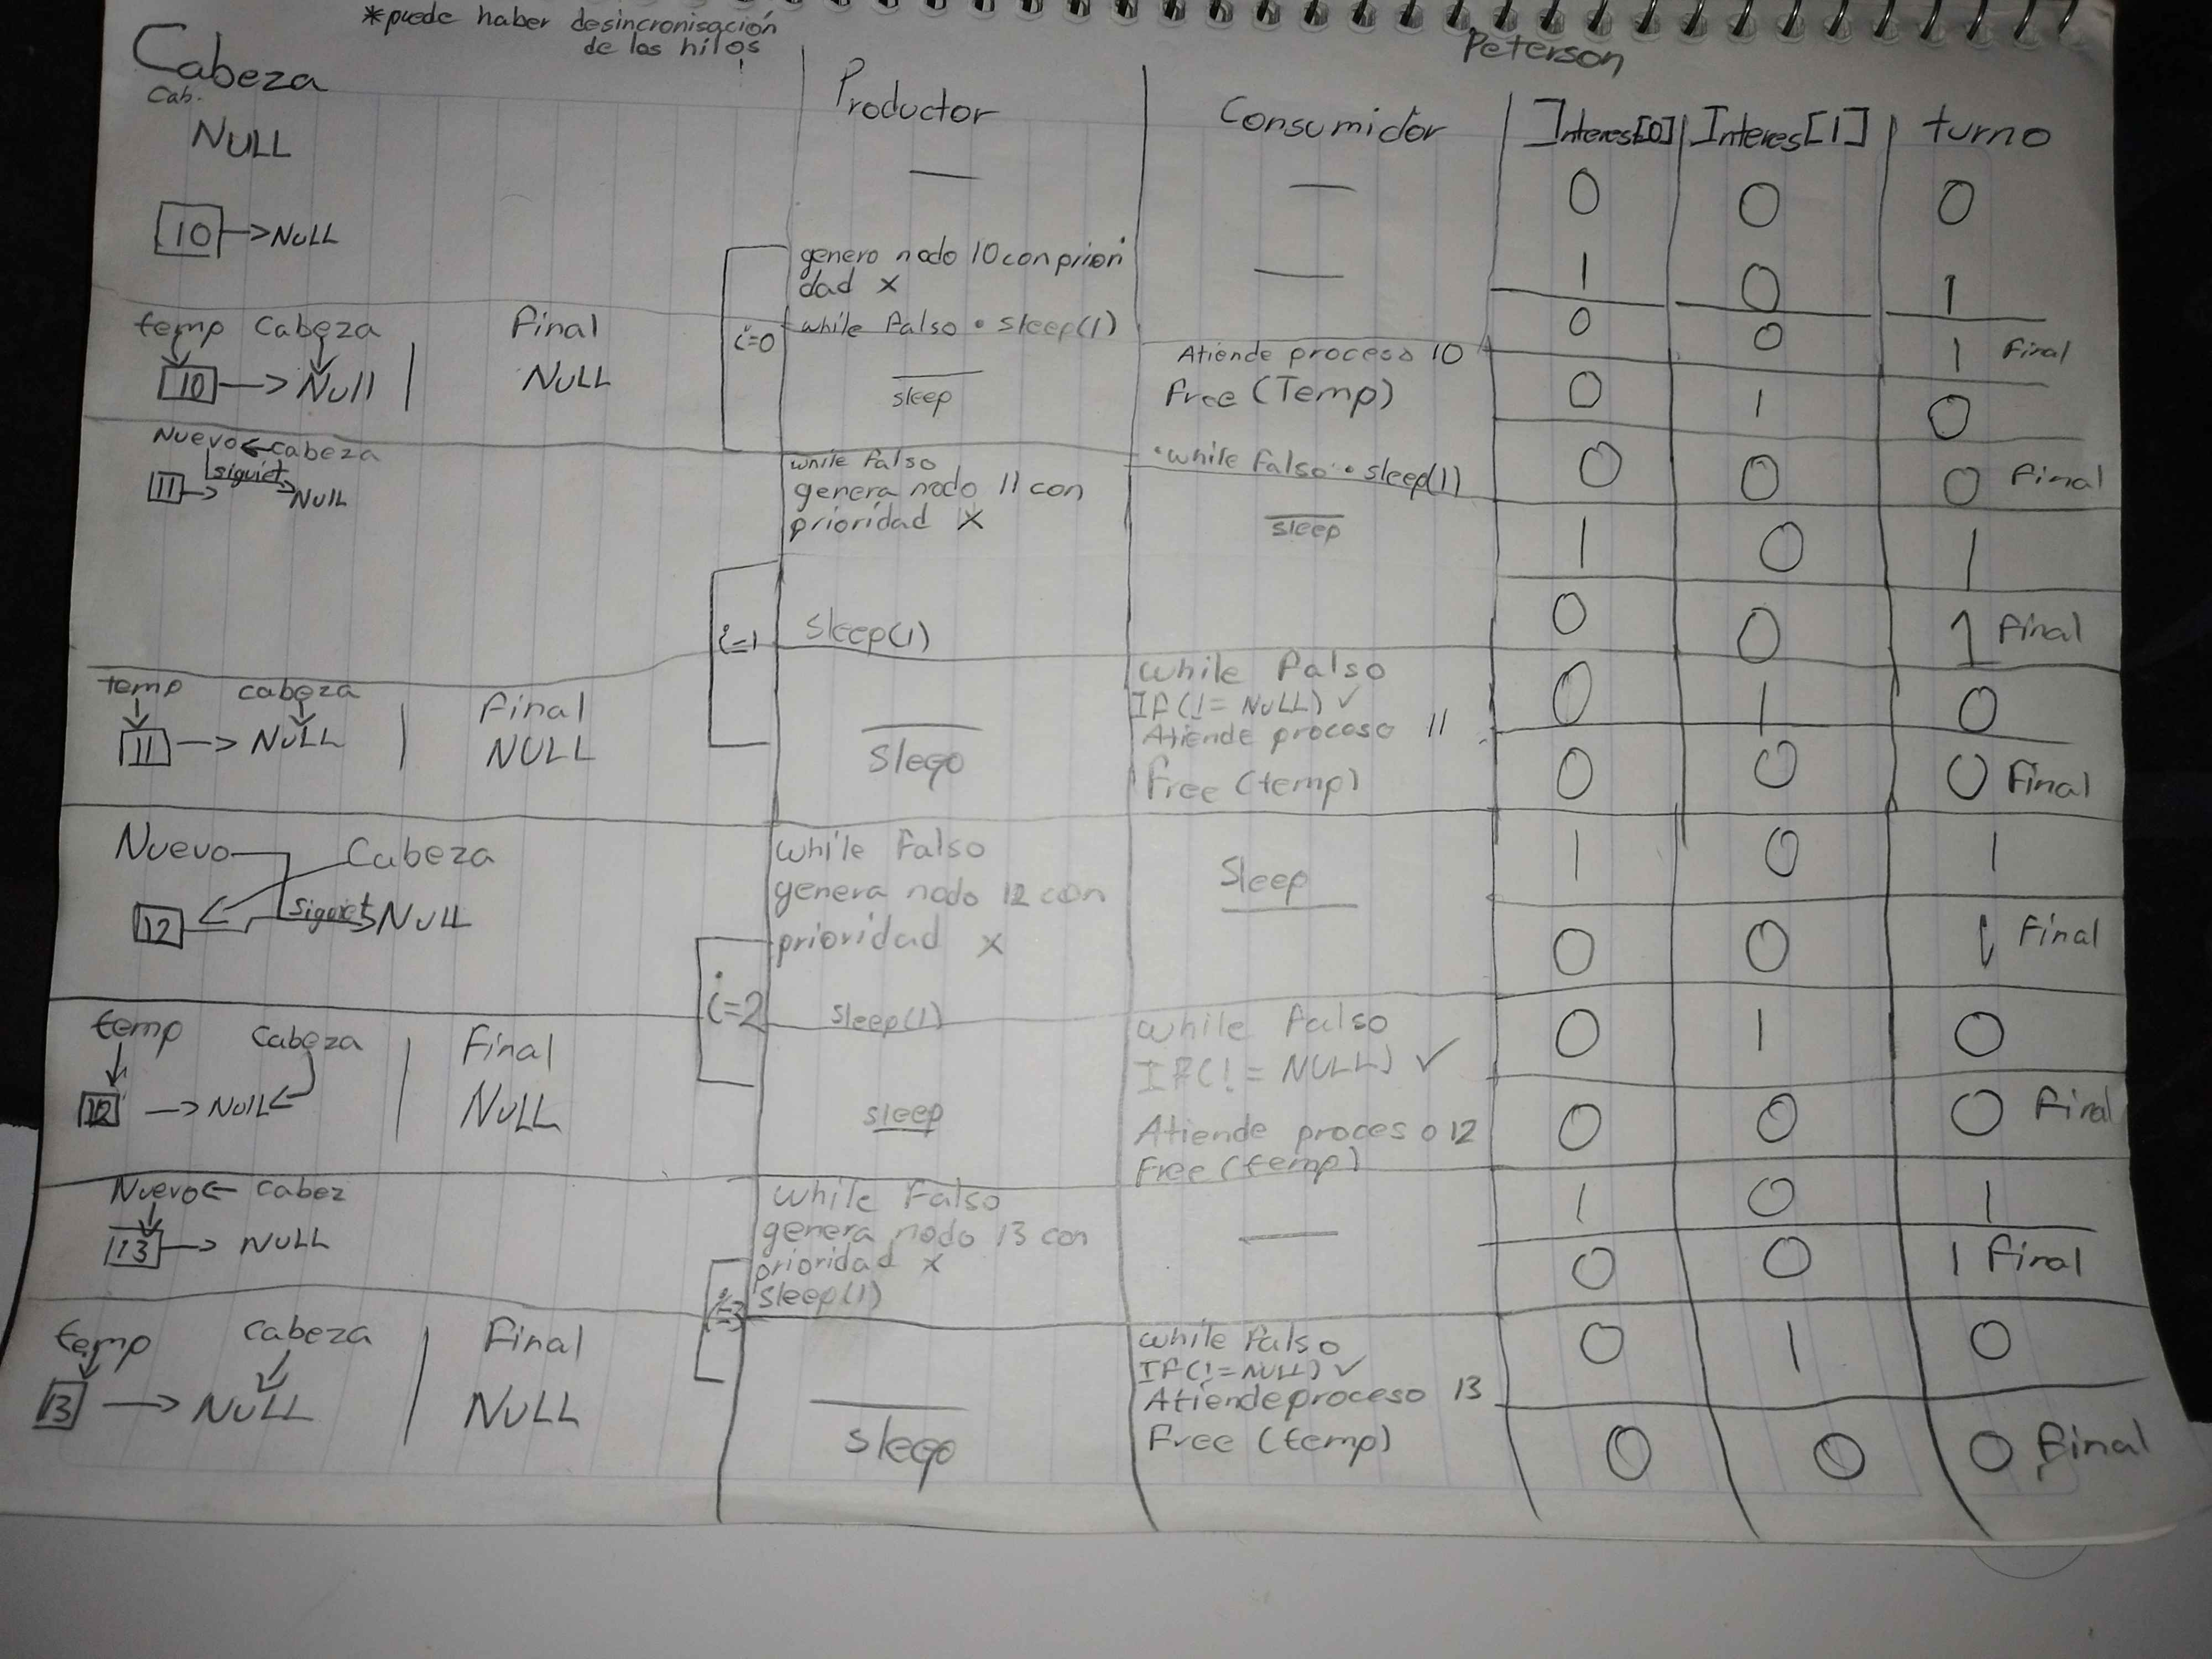 *puede haber desincronisación
de los hilos
Peterson
Cabeza
Cab.
Productor
Consumidor
Interes[0] Interes[1] turno
NULL
— — 0 0 0
10 → NULL
genero nodo 10 con priori
dad x
— 1 0 1
temp Cabeza Final
i=0
while falso • sleep(1)
0 0 1 Final
10 → Null NULL
sleep
Atiende proceso 10
Free (Temp)
0 1 0
Nuevo ← cabeza
siguiet
11 → NULL
while falso
genera nodo 11 con
prioridad x
• while falso • sleep(1)
0 0 0 Final
sleep
1 0 1
i=1
sleep(1)
0 0 1 Final
temp cabeza Final
11 → NULL NULL
sleep
while falso
If (!= NULL) ✓
Atiende proceso 11
Free (temp)
0 1 0
0 0 0 Final
Nuevo Cabeza
siguiet
12 NULL
while falso
genera nodo 12 con
prioridad x
Sleep
1 0 1
i=2
sleep(1)
0 0 1 Final
temp Cabeza Final
12 → NUll NULL
sleep
while falso
IF(!= NULL) ✓
Atiende proceso 12
Free (temp)
0 1 0
0 0 0 Final
Nuevo ← cabez
13 → NULL
while falso
genera nodo 13 con
prioridad x
sleep(1)
i=3
—
1 0 1
0 0 1 Final
temp Cabeza Final
13 → NULL NULL
sleep
while falso
IF(!=NULL) ✓
Atiende proceso 13
Free (temp)
0 1 0
0 0 0 Final